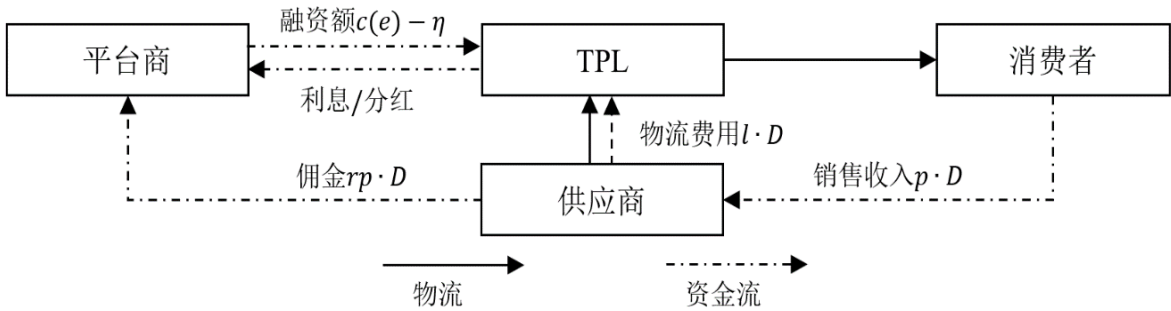 融资额c(e) − η
平台商
TPL
消费者
利息/分红
物流费用l · D
佣金rp · D
供应商
销售收入p · D
物流
资金流